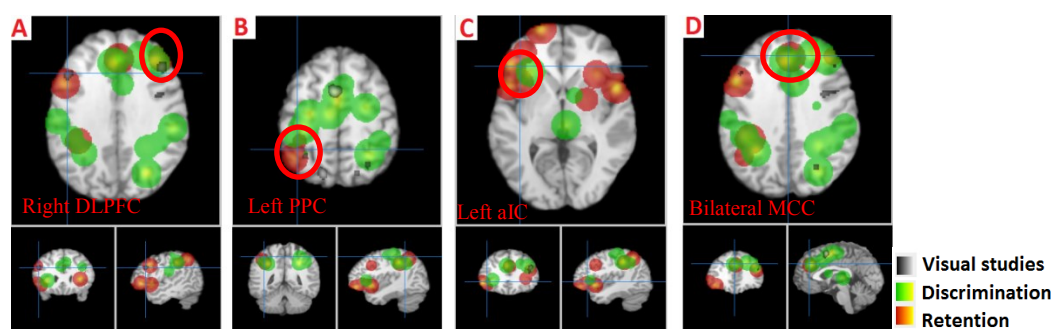 A
B
C
D
Right DLPFC
Left PPC
Left aIC
Bilateral MCC
Visual studies
Discrimination
Retention